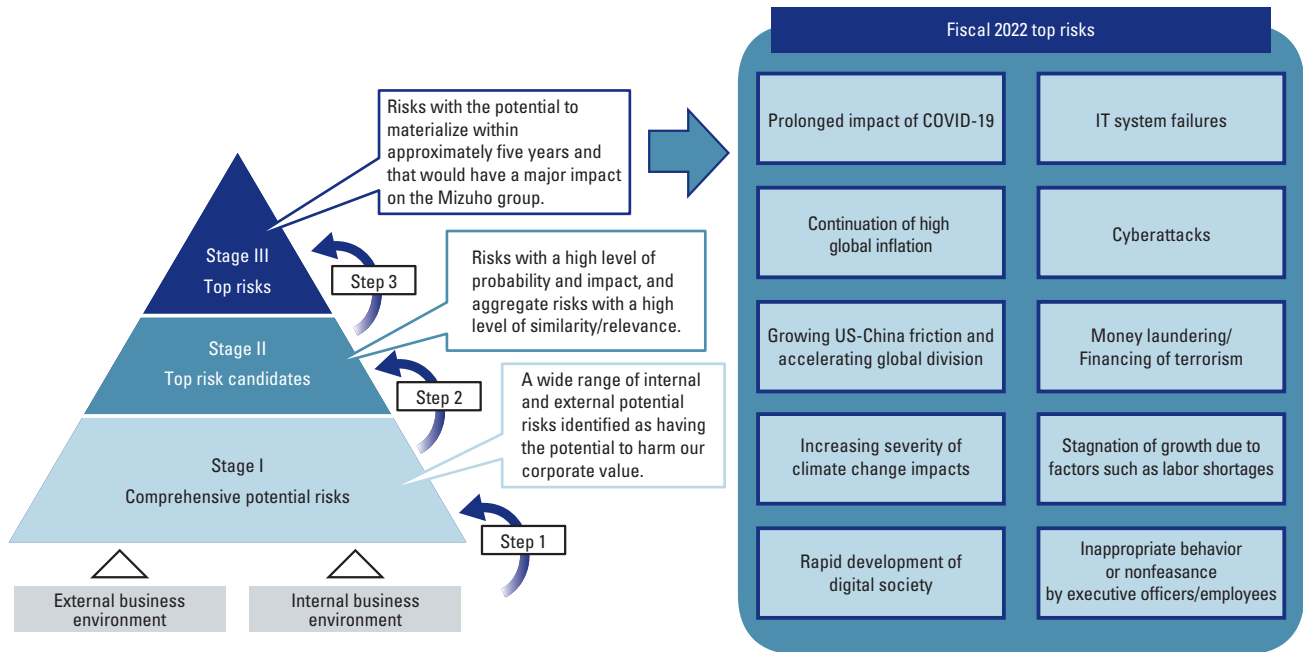 Risks with the potential to
materialize within
approximately five years and
that would have a major impact
on the Mizuho group.
Stage III
Top risks
Step 3
Risks with a high level of
probability and impact, and
aggregate risks with a high
level of similarity/relevance.
Stage II
Top risk candidates
Step 2
A wide range of internal
and external potential
risks identified as having
the potential to harm our
corporate value.
Stage I
Comprehensive potential risks
Step 1
External business
environment
Internal business
environment
Fiscal 2022 top risks
Prolonged impact of COVID-19
IT system failures
Continuation of high
global inflation
Cyberattacks
Growing US-China friction and
accelerating global division
Money laundering/
Financing of terrorism
Increasing severity of
climate change impacts
Stagnation of growth due to
factors such as labor shortages
Rapid development of
digital society
Inappropriate behavior
or nonfeasance
by executive officers/employees